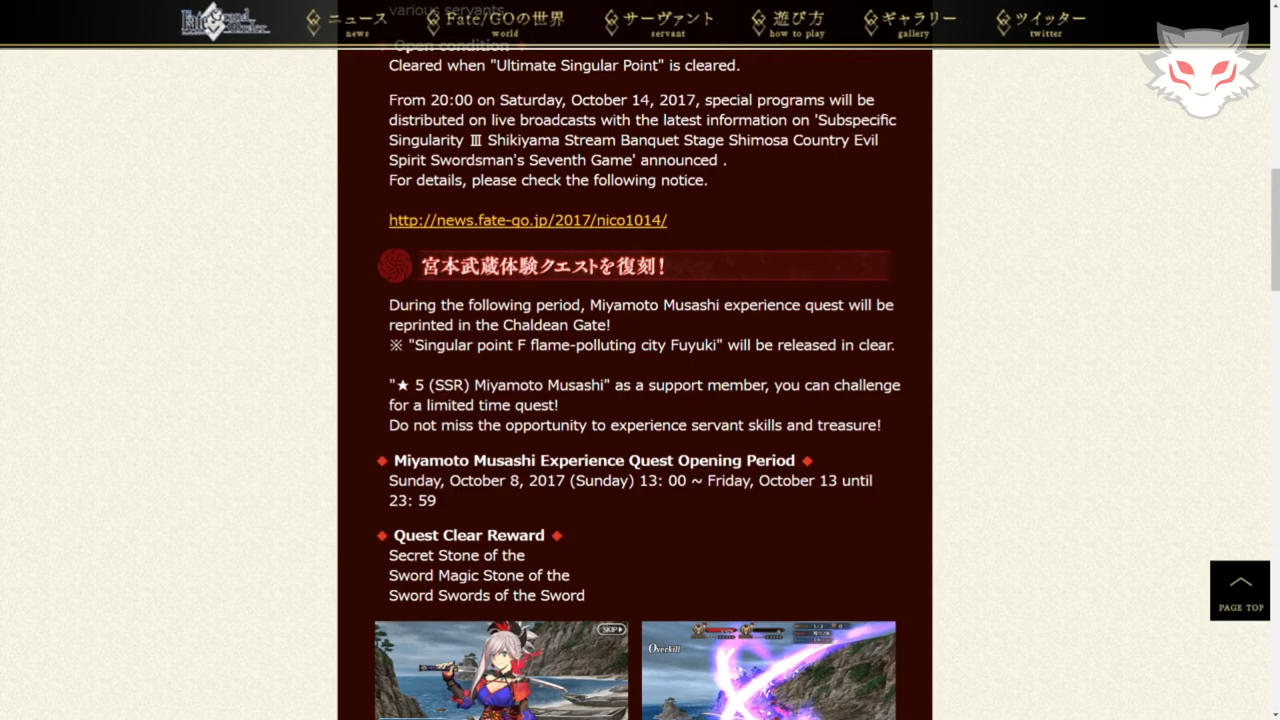 various servants
Fate/Grand Order
ニュース
news
Fate/GOの世界
world
サーヴァント
servant
遊び方
how to play
ギャラリー
gallery
ツイッター
twitter
Open condition
Cleared when "Ultimate Singular Point" is cleared.
From 20:00 on Saturday, October 14, 2017, special programs will be
distributed on live broadcasts with the latest information on 'Subspecific
Singularity Ⅲ Shikiyama Stream Banquet Stage Shimosa Country Evil
Spirit Swordsman's Seventh Game' announced .
For details, please check the following notice.
http://news.fate-go.jp/2017/nico1014/
宮本武蔵体験クエストを復刻!
During the following period, Miyamoto Musashi experience quest will be
reprinted in the Chaldean Gate!
※ "Singular point F flame-polluting city Fuyuki" will be released in clear.
"★ 5 (SSR) Miyamoto Musashi" as a support member, you can challenge
for a limited time quest!
Do not miss the opportunity to experience servant skills and treasure!
◆ Miyamoto Musashi Experience Quest Opening Period ◆
Sunday, October 8, 2017 (Sunday) 13: 00 ~ Friday, October 13 until
23: 59
◆ Quest Clear Reward ◆
Secret Stone of the
Sword Magic Stone of the
Sword Swords of the Sword
PAGE TOP
SKIP
Overkill